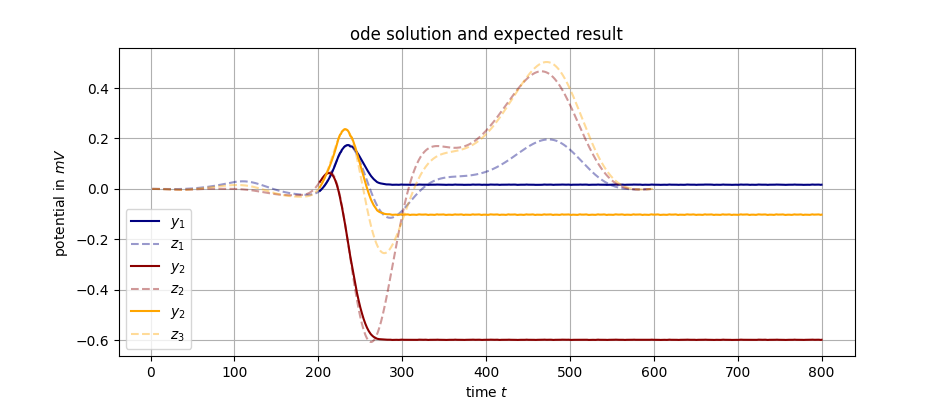 ode solution and expected result
potential in mV
0.4
0.2
0.0
−0.2
−0.4
−0.6
y₁
z₁
y₂
z₂
y₂
z₃
0 100 200 300 400 500 600 700 800
time t